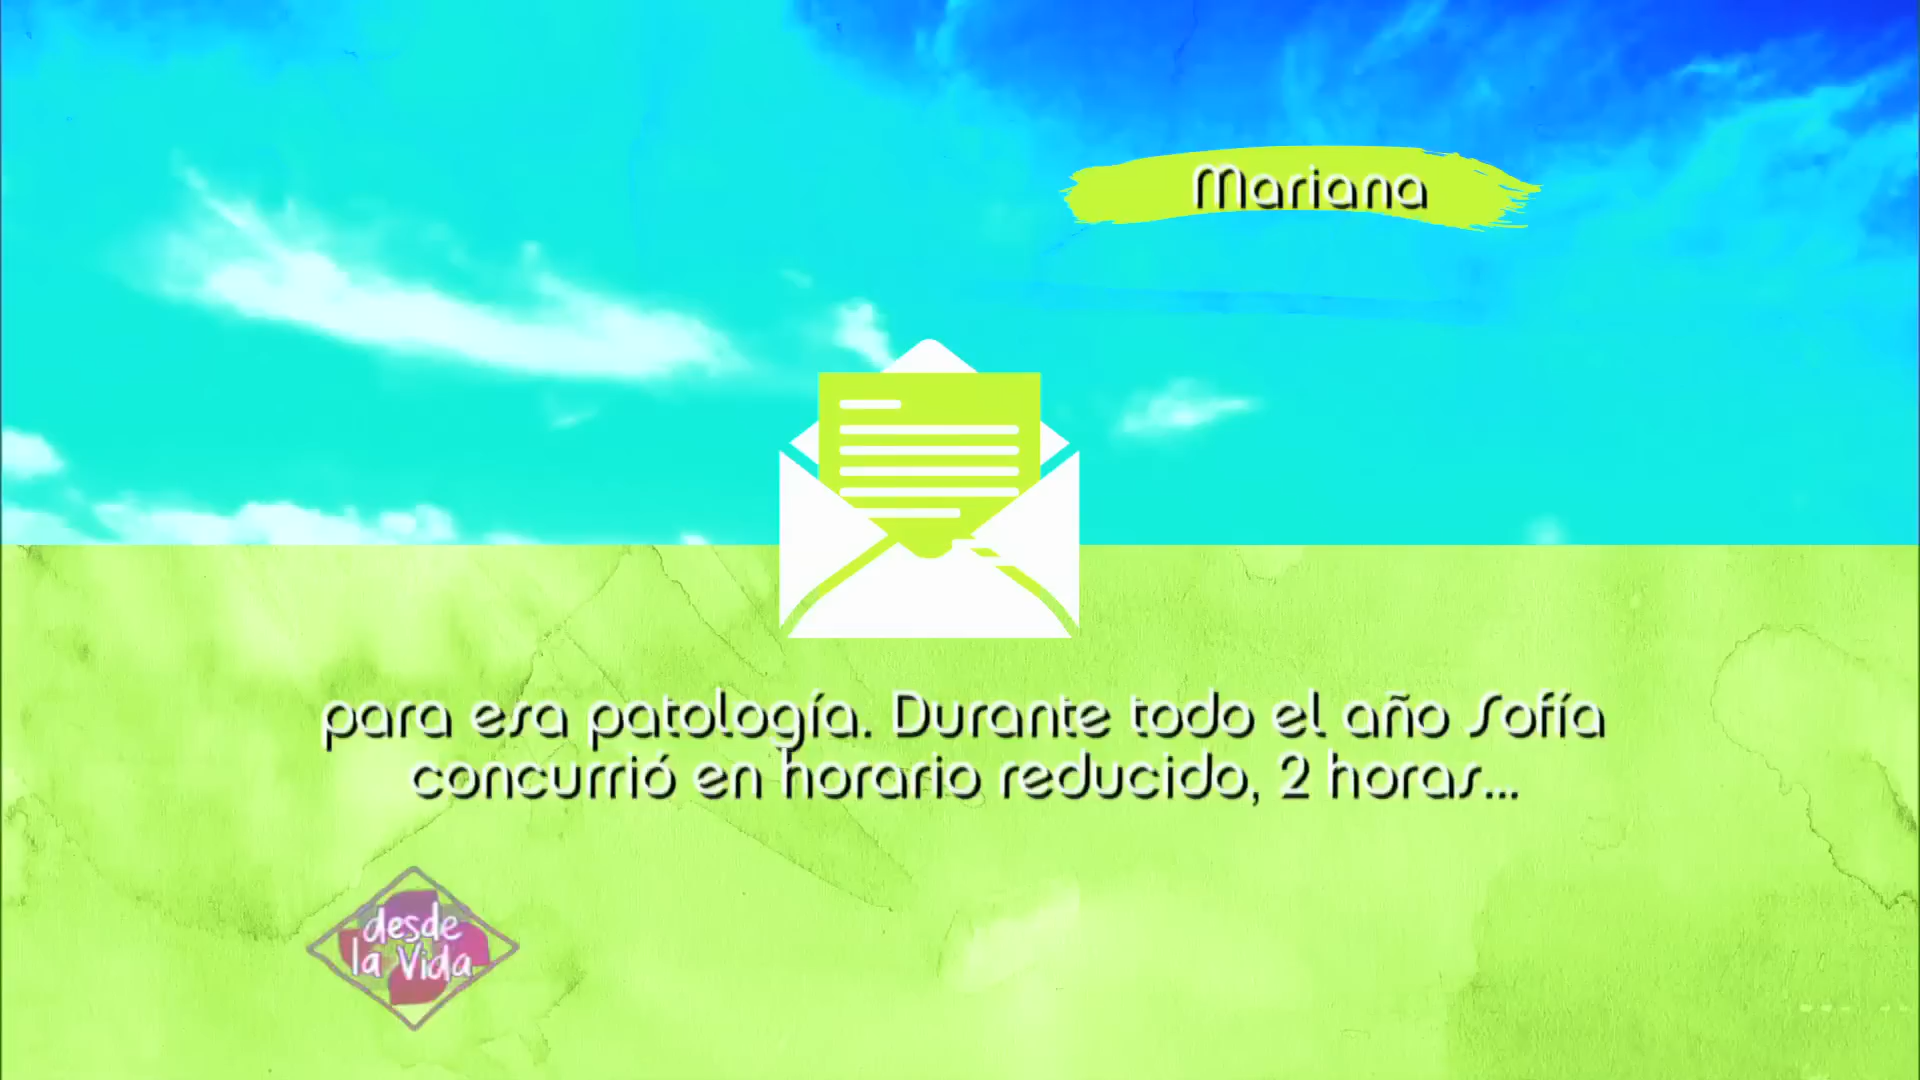 Mariana
para esa patología. Durante todo el año Sofía
concurrió en horario reducido, 2 horas...
desde
la Vida